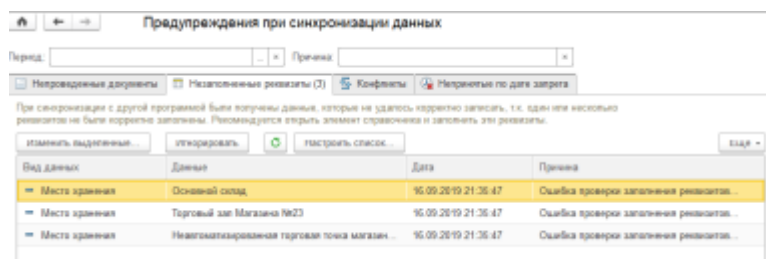 Предупреждения при синхронизации данных
Период: ... × Причина: ×
Непроведенные документы Незаполненные реквизиты (3) Конфликты Непринятые по дате запрета
При синхронизации с другой программой были получены данные, которые не удалось корректно записать, т.к. один или несколько
реквизитов не были корректно заполнены. Рекомендуется открыть элемент справочника и заполнить эти реквизиты.
Изменить выделенные... Игнорировать Настроить список... Еще
Вид данных Данные Дата Причина
Места хранения Основной склад 16.09.2019 21:36:47 Ошибка проверки заполнения реквизитов...
Места хранения Торговый зал Магазина №23 16.09.2019 21:36:47 Ошибка проверки заполнения реквизитов...
Места хранения Неавтоматизированная торговая точка магазин... 16.09.2019 21:36:47 Ошибка проверки заполнения реквизитов...